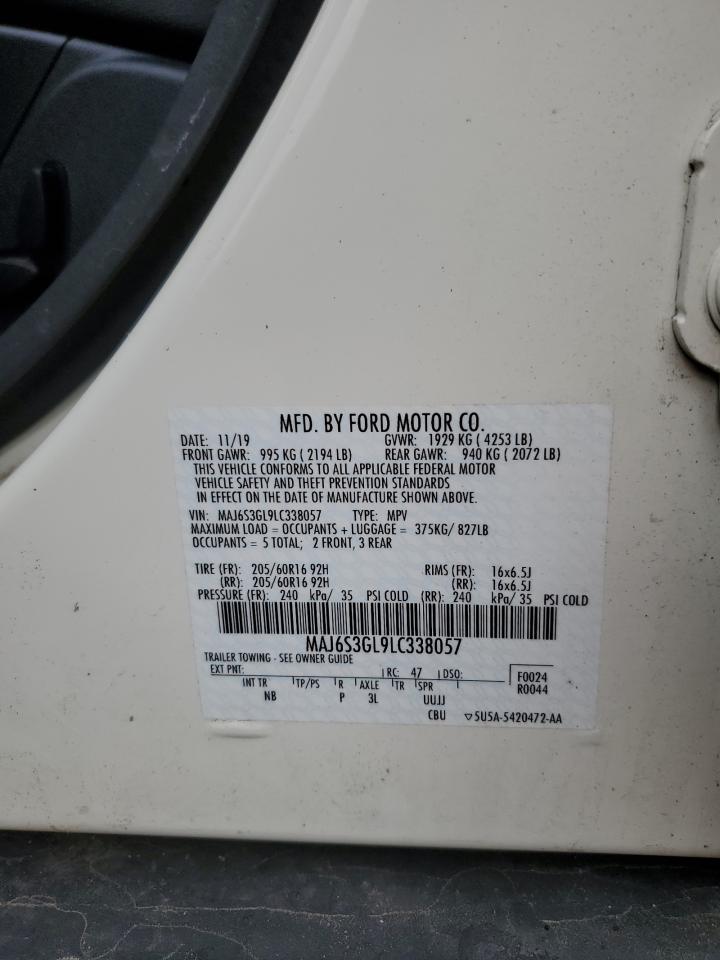 MFD. BY FORD MOTOR CO.
DATE: 11/19 GVWR: 1929 KG ( 4253 LB)
FRONT GAWR: 995 KG ( 2194 LB) REAR GAWR: 940 KG ( 2072 LB)
THIS VEHICLE CONFORMS TO ALL APPLICABLE FEDERAL MOTOR
VEHICLE SAFETY AND THEFT PREVENTION STANDARDS
IN EFFECT ON THE DATE OF MANUFACTURE SHOWN ABOVE.
VIN: MAJ6S3GL9LC338057 TYPE: MPV
MAXIMUM LOAD = OCCUPANTS + LUGGAGE = 375KG/ 827LB
OCCUPANTS = 5 TOTAL; 2 FRONT, 3 REAR
TIRE (FR): 205/60R16 92H RIMS (FR): 16x6.5J
(RR): 205/60R16 92H (RR): 16x6.5J
PRESSURE (FR): 240 kPa/ 35 PSI COLD (RR): 240 kPa/ 35 PSI COLD
MAJ6S3GL9LC338057
TRAILER TOWING - SEE OWNER GUIDE
EXT PNT: RC: 47 DSO: F0024
INT TR TP/PS R AXLE TR SPR R0044
NB P 3L UUJJ
CBU ▽5U5A-5420472-AA